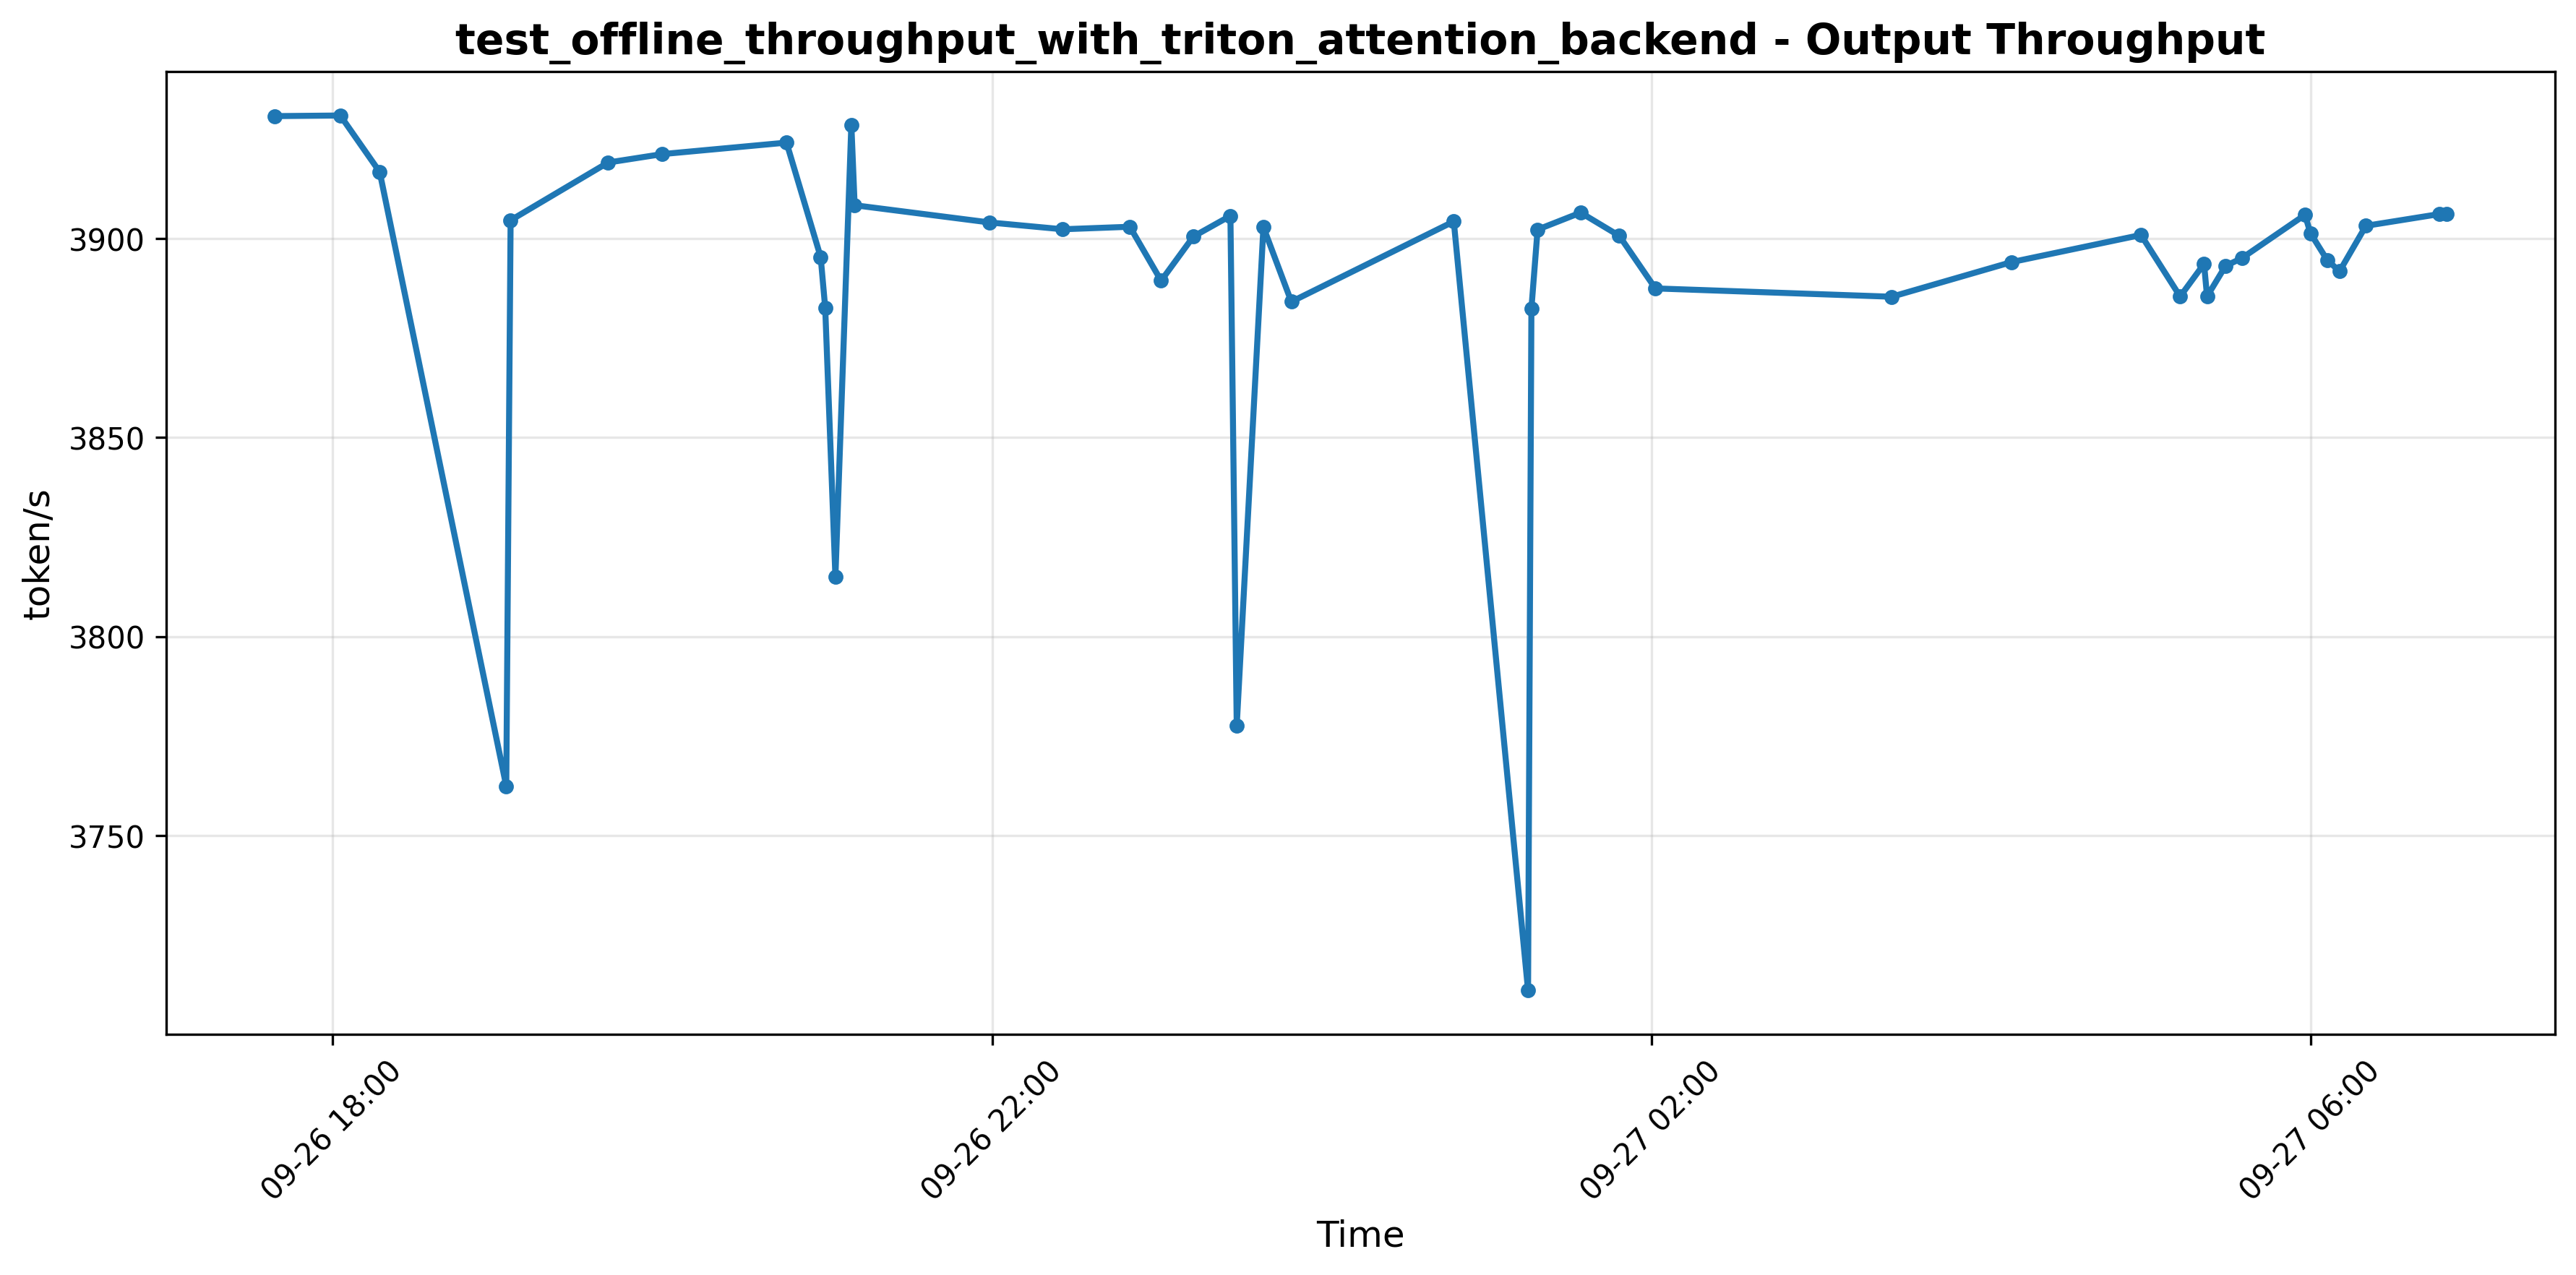 test_offline_throughput_with_triton_attention_backend - Output Throughput
token/s
3900
3850
3800
3750
09-26 18:00
09-26 22:00
09-27 02:00
09-27 06:00
Time